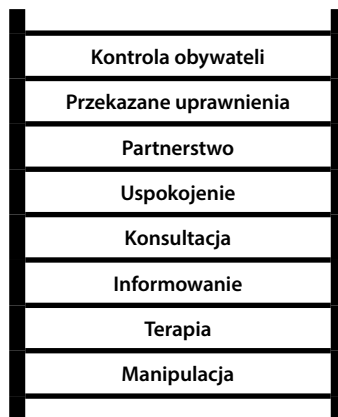 Kontrola obywateli
Przekazane uprawnienia
Partnerstwo
Uspokojenie
Konsultacja
Informowanie
Terapia
Manipulacja